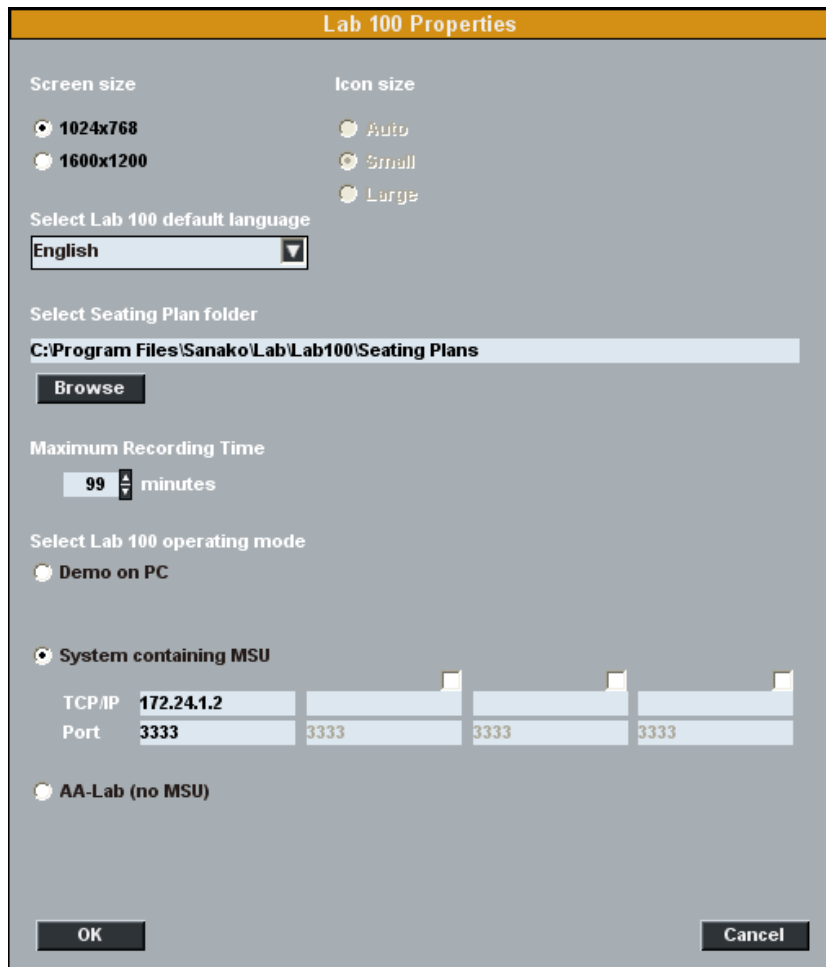 Lab 100 Properties
Screen size
Icon size
1024x768
Auto
1600x1200
Small
Large
Select Lab 100 default language
English
Select Seating Plan folder
C:\Program Files\Sanako\Lab\Lab100\Seating Plans
Browse
Maximum Recording Time
99 minutes
Select Lab 100 operating mode
Demo on PC
System containing MSU
TCP/IP 172.24.1.2
Port 3333 3333 3333 3333
AA-Lab (no MSU)
OK
Cancel